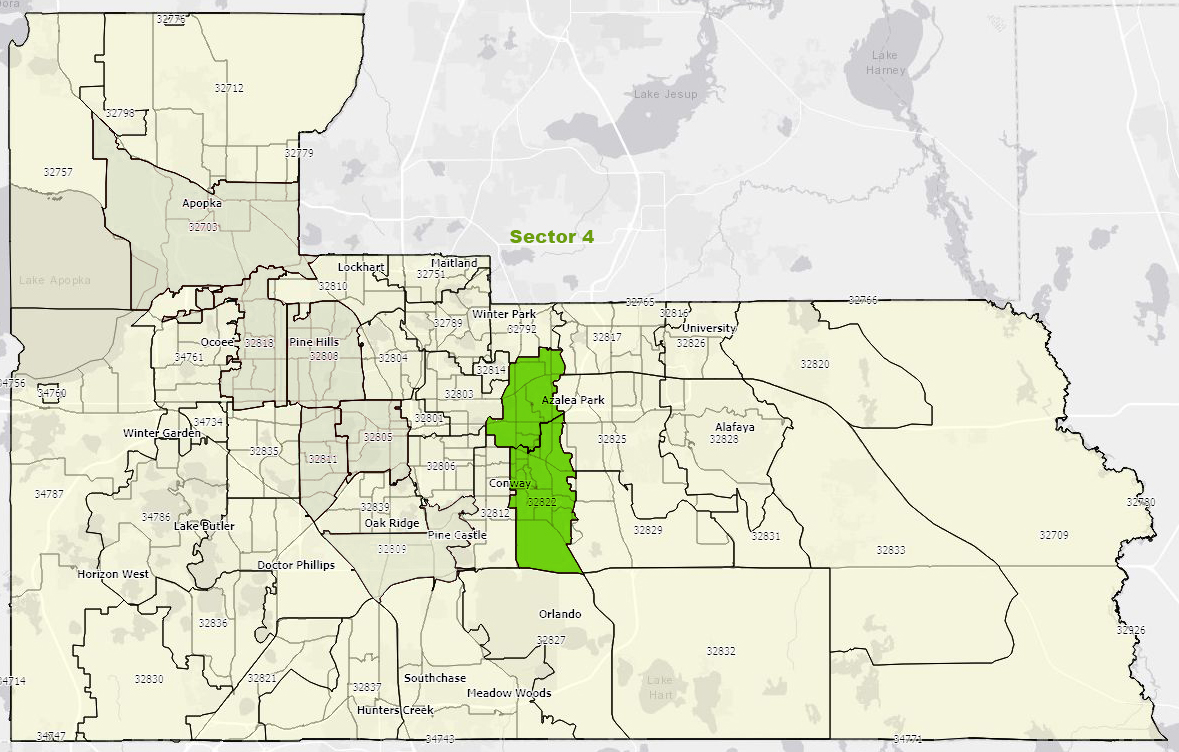 Dora
32776
Lake
Harney
32712
Lake Jesup
32798
32779
32757
Apopka
32703
Sector 4
Lockhart
Maitland
32751
Lake Apopka
32810
32765
32766
Winter Park
32792
32816
University
32826
32789
32817
Ocoee
32818
Pine Hills
32808
34761
32804
32820
32814
34756
34760
32803
Azalea Park
32801
34734
Winter Garden
32805
32825
Alafaya
32828
32835
32811
32806
34787
Conway
32822
32780
34786
Lake Butler
32839
32812
Oak Ridge
32829
32831
32709
Pine Castle
32809
32833
Doctor Phillips
Horizon West
Orlando
32836
32827
32926
32832
34714
32830
32821
32837
Southchase
Lake
Hart
Meadow Woods
Hunters Creek
34747
34743
34771